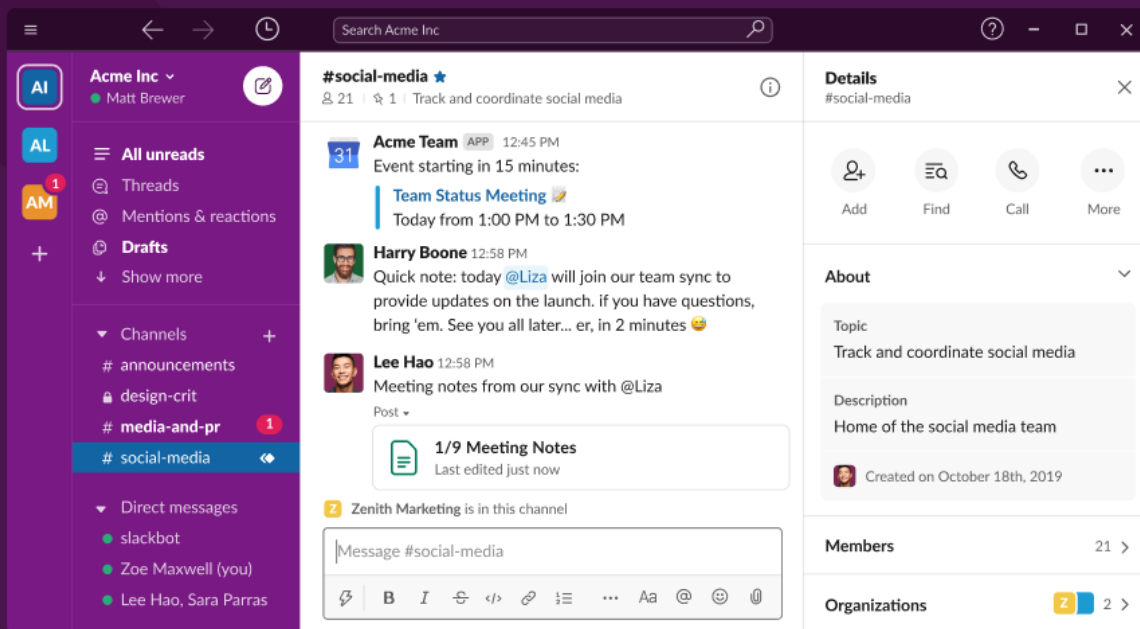 Search Acme Inc
AI
AL
1
AM
Acme Inc
Matt Brewer
All unreads
Threads
Mentions & reactions
Drafts
Show more
Channels
# announcements
design-crit
# media-and-pr 1
# social-media
Direct messages
slackbot
Zoe Maxwell (you)
Lee Hao, Sara Parras
#social-media
21 | 1 | Track and coordinate social media
Acme Team APP 12:45 PM
31
Event starting in 15 minutes:
Team Status Meeting
Today from 1:00 PM to 1:30 PM
Harry Boone 12:58 PM
Quick note: today @Liza will join our team sync to
provide updates on the launch. if you have questions,
bring ‘em. See you all later... er, in 2 minutes 😅
Lee Hao 12:58 PM
Meeting notes from our sync with @Liza
Post
1/9 Meeting Notes
Last edited just now
Z Zenith Marketing is in this channel
Message #social-media
B I S </> ... Aa @
Details
#social-media
Add Find Call More
About
Topic
Track and coordinate social media
Description
Home of the social media team
Created on October 18th, 2019
Members 21
Organizations Z 2